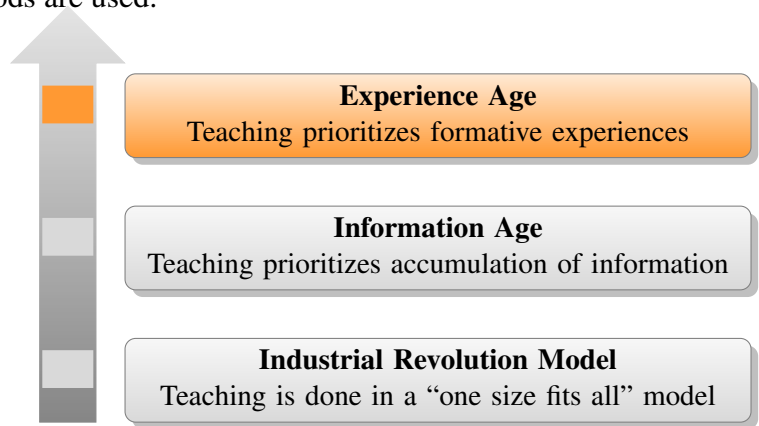 are used.
Experience Age
Teaching prioritizes formative experiences
Information Age
Teaching prioritizes accumulation of information
Industrial Revolution Model
Teaching is done in a “one size fits all” model